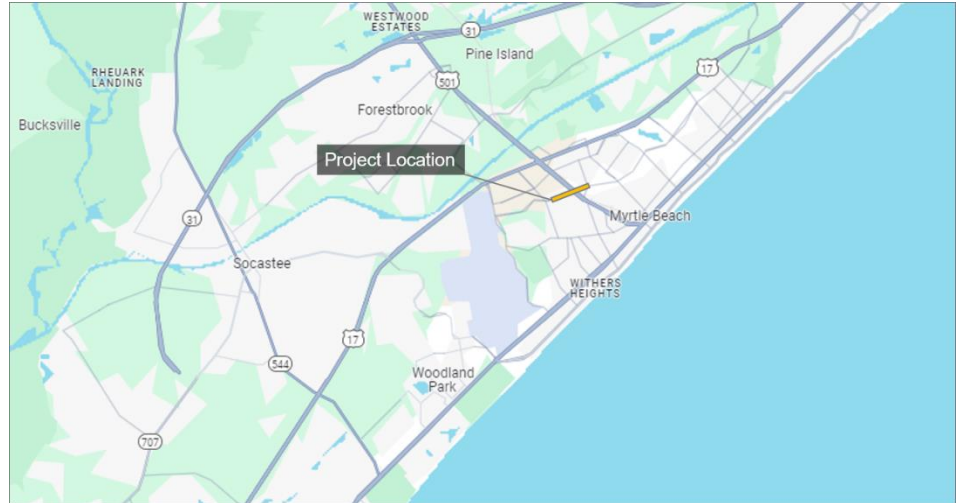 WESTWOOD
ESTATES
31
Pine Island
17
RHEUARK
LANDING
501
Forestbrook
Bucksville
Project Location
31
Myrtle Beach
Socastee
WITHERS
HEIGHTS
17
544
Woodland
Park
707